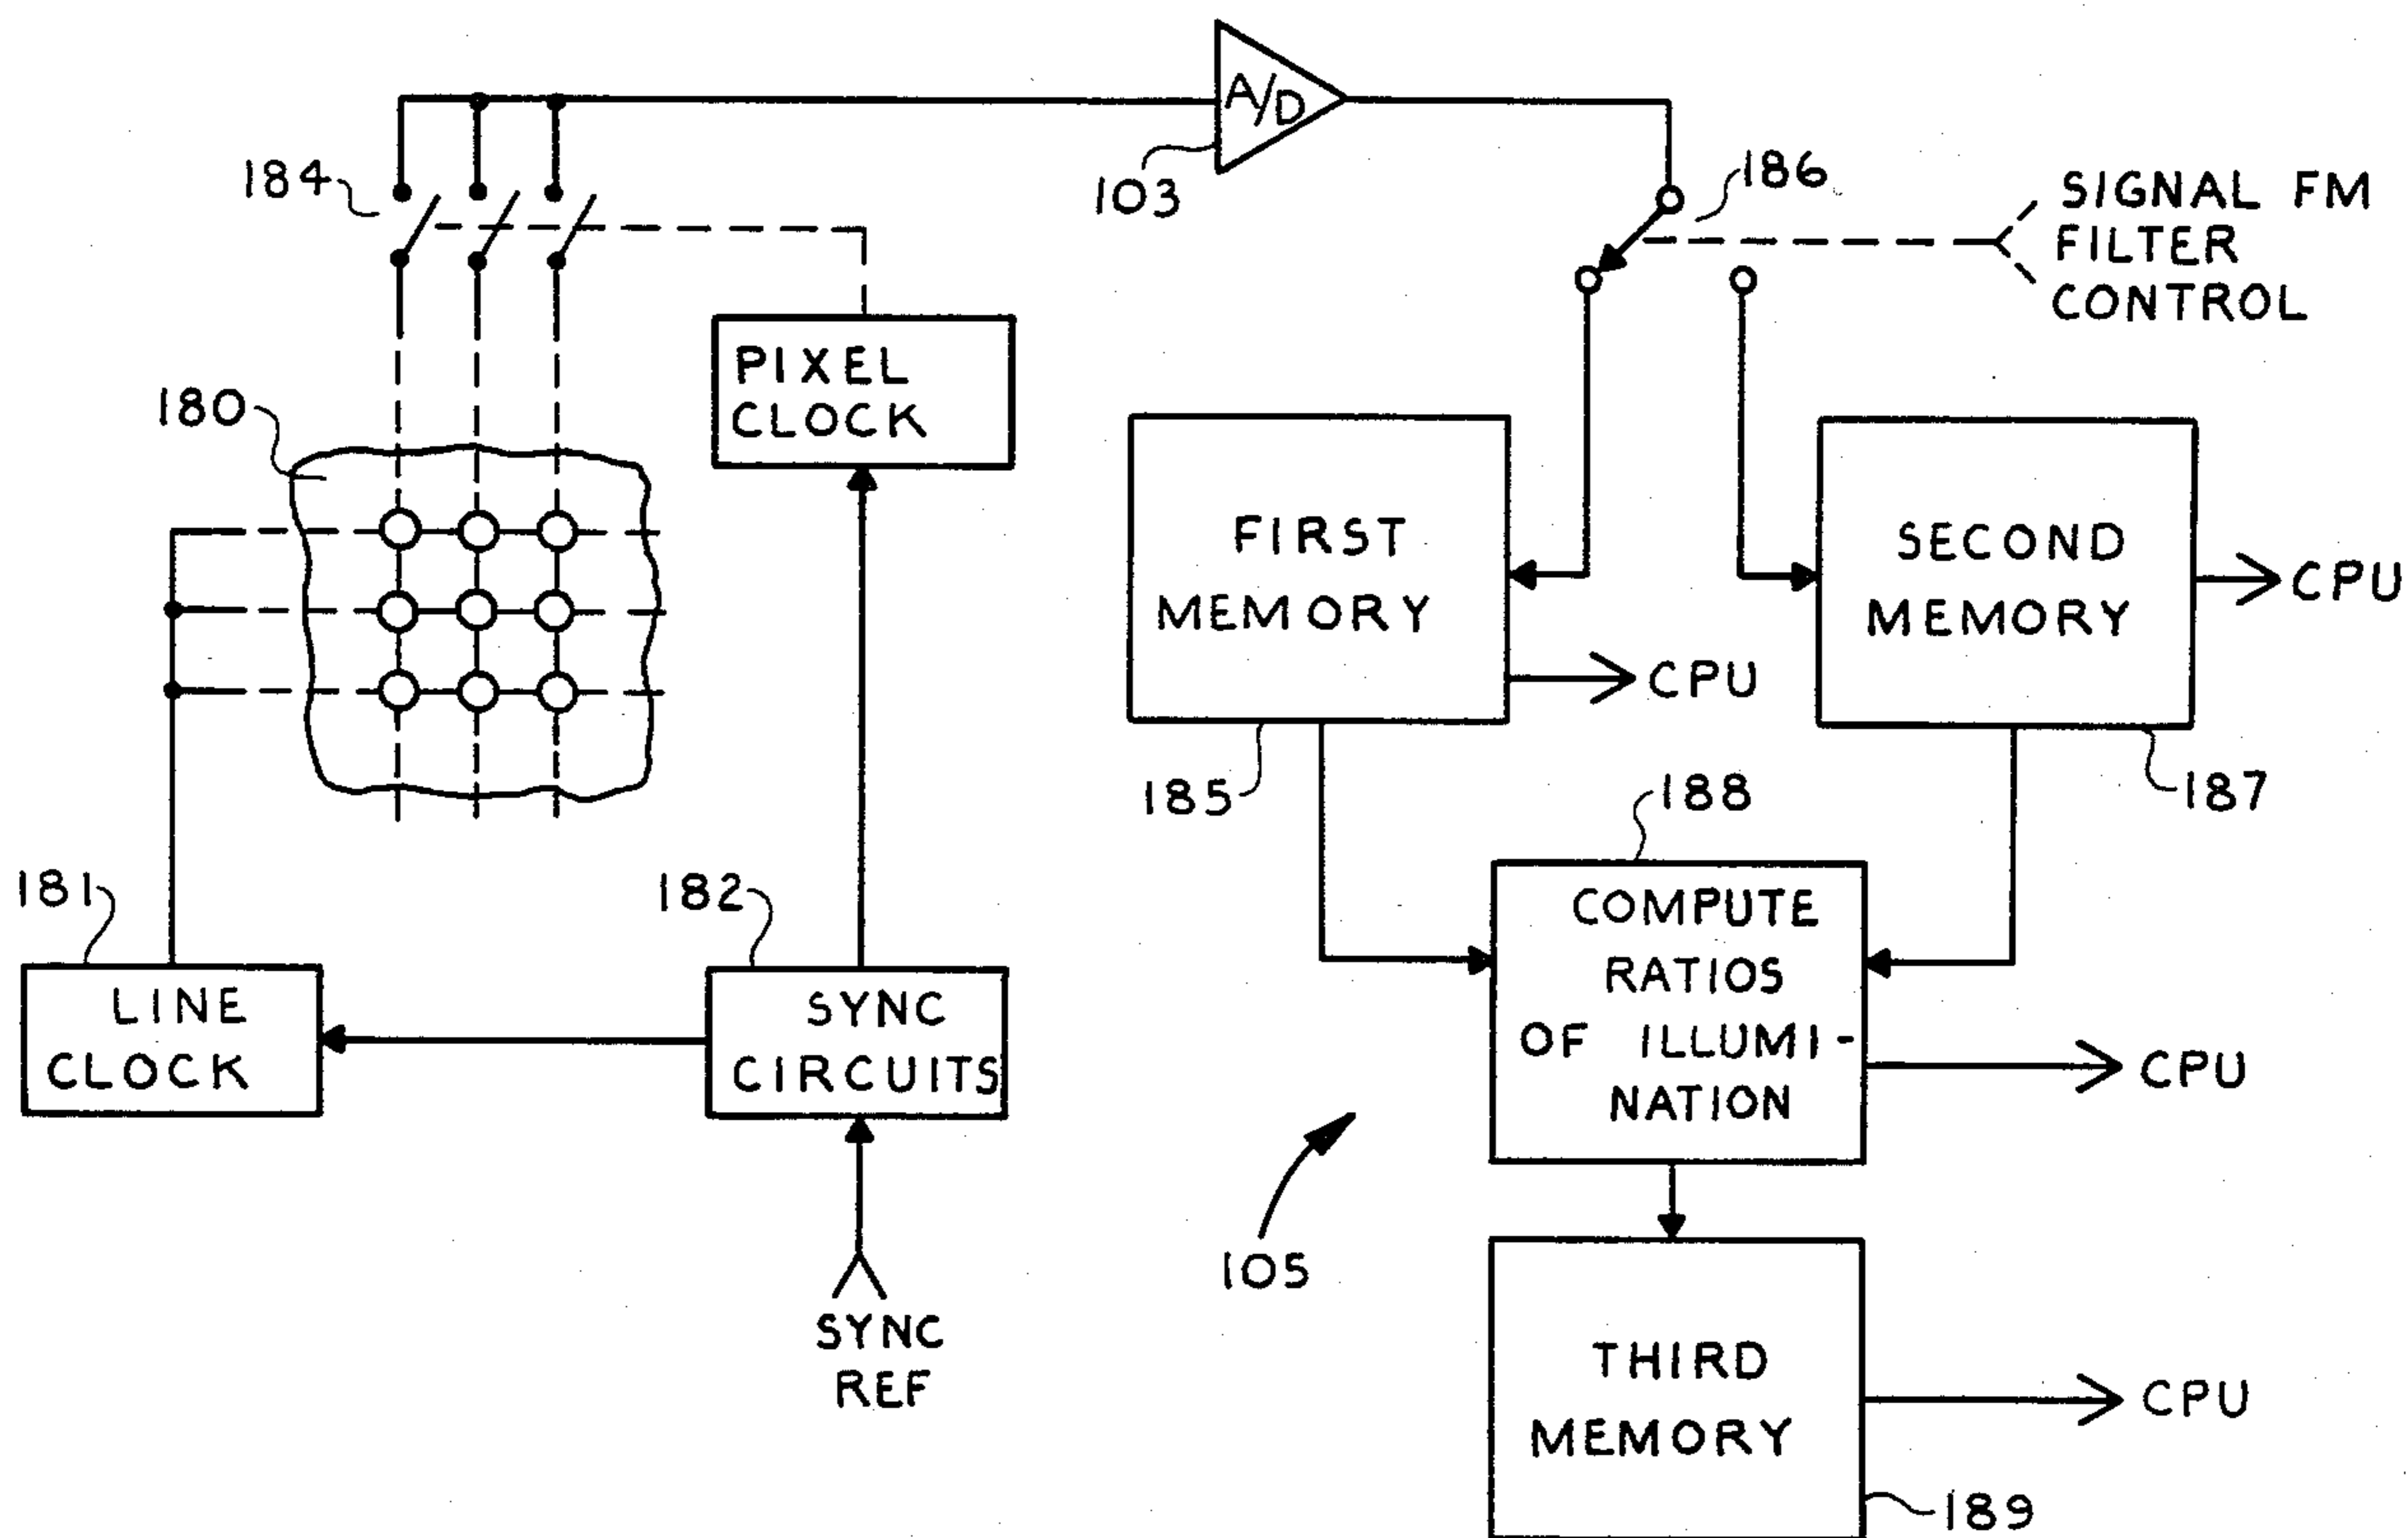 A/D
184
103
186
SIGNAL FM
FILTER
CONTROL
180
PIXEL
CLOCK
FIRST
MEMORY
CPU
SECOND
MEMORY
CPU
185
187
188
181
LINE
CLOCK
182
SYNC
CIRCUITS
SYNC
REF
COMPUTE
RATIOS
OF ILLUMI-
NATION
CPU
105
THIRD
MEMORY
CPU
189